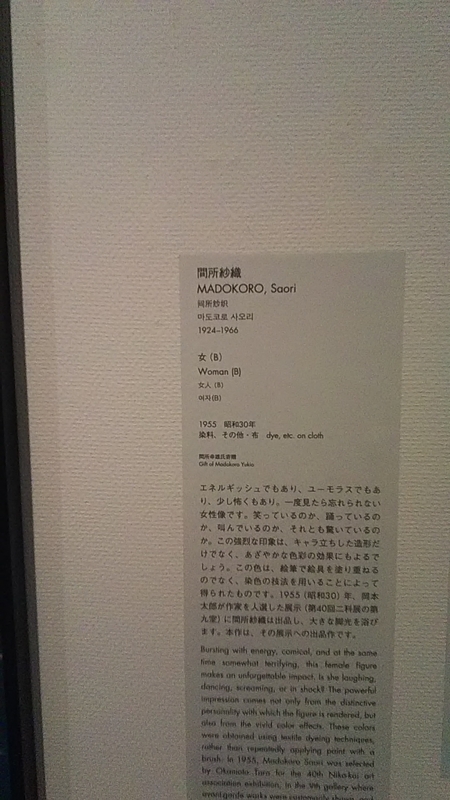 間所紗織
MADOKORO, Saori
间所纱织
마도코로 사오리
1924–1966
女（B）
Woman (B)
女人（B）
여자(B)
1955　昭和30年
染料、その他・布　dye, etc. on cloth
間所幸雄氏寄贈
Gift of Madokoro Yukio
エネルギッシュでもあり、ユーモラスでもあ
り、少し怖くもあり。一度見たら忘れられない
女性像です。笑っているのか、踊っているの
か、叫んでいるのか、それとも驚いているの
か。この強烈な印象は、キャラ立ちした造形だ
けでなく、あざやかな色彩の効果にもよるで
しょう。この色は、絵筆で絵具を塗り重ねる
のでなく、染色の技法を用いることによって
得られたものです。1955（昭和30）年、岡本
太郎が作家を人選した展示（第40回二科展の第
九室）に間所紗織は出品し、大きな脚光を浴び
ます。本作は、その展示への出品作です。
Bursting with energy, comical, and at the same
time somewhat terrifying, this female figure
makes an unforgettable impact. Is she laughing,
dancing, screaming, or in shock? The powerful
impression comes not only from the distinctive
personality with which the figure is rendered, but
also from the vivid color effects. These colors
were obtained using textile dyeing techniques,
rather than repeatedly applying paint with a
brush. In 1955, Madokoro Saori was selected
by Okamoto Taro for the 40th Nika-kai art
association exhibition, in the 9th gallery where
avant-garde works were customarily shown, and